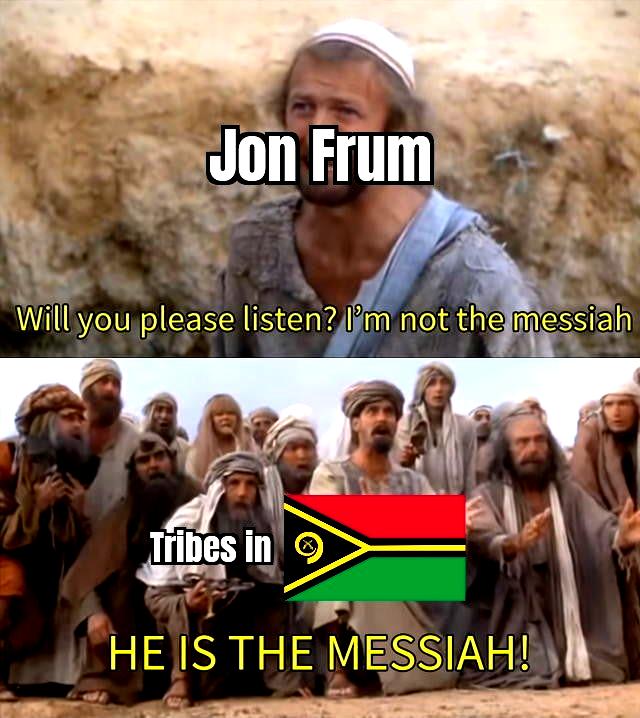 Jon Frum
Will you please listen? I’m not the messiah
Tribes in
HE IS THE MESSIAH!